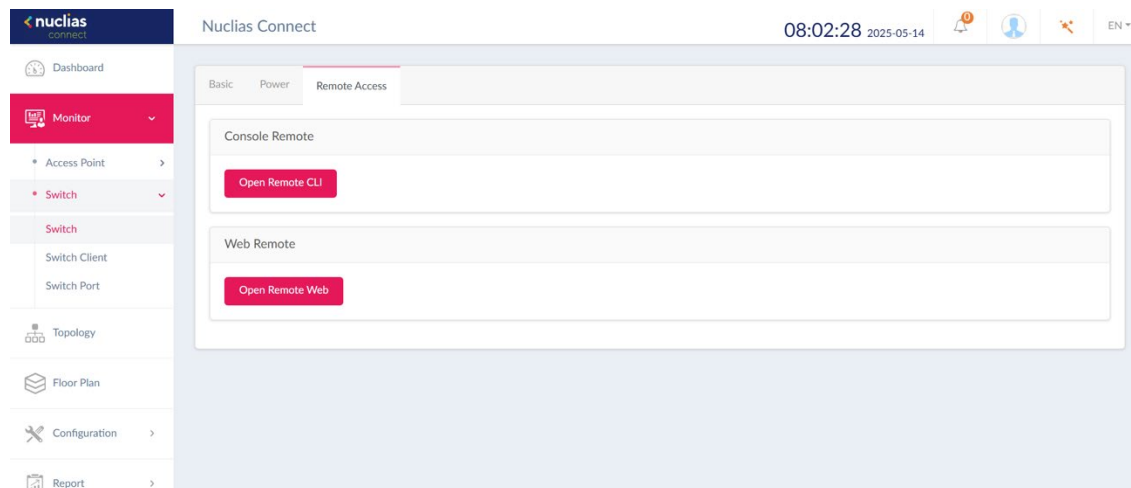 nuclias
connect
Nuclias Connect
08:02:28 2025-05-14
0
EN
Dashboard
Monitor
Access Point
Switch
Switch
Switch Client
Switch Port
Topology
Floor Plan
Configuration
Report
Basic
Power
Remote Access
Console Remote
Open Remote CLI
Web Remote
Open Remote Web